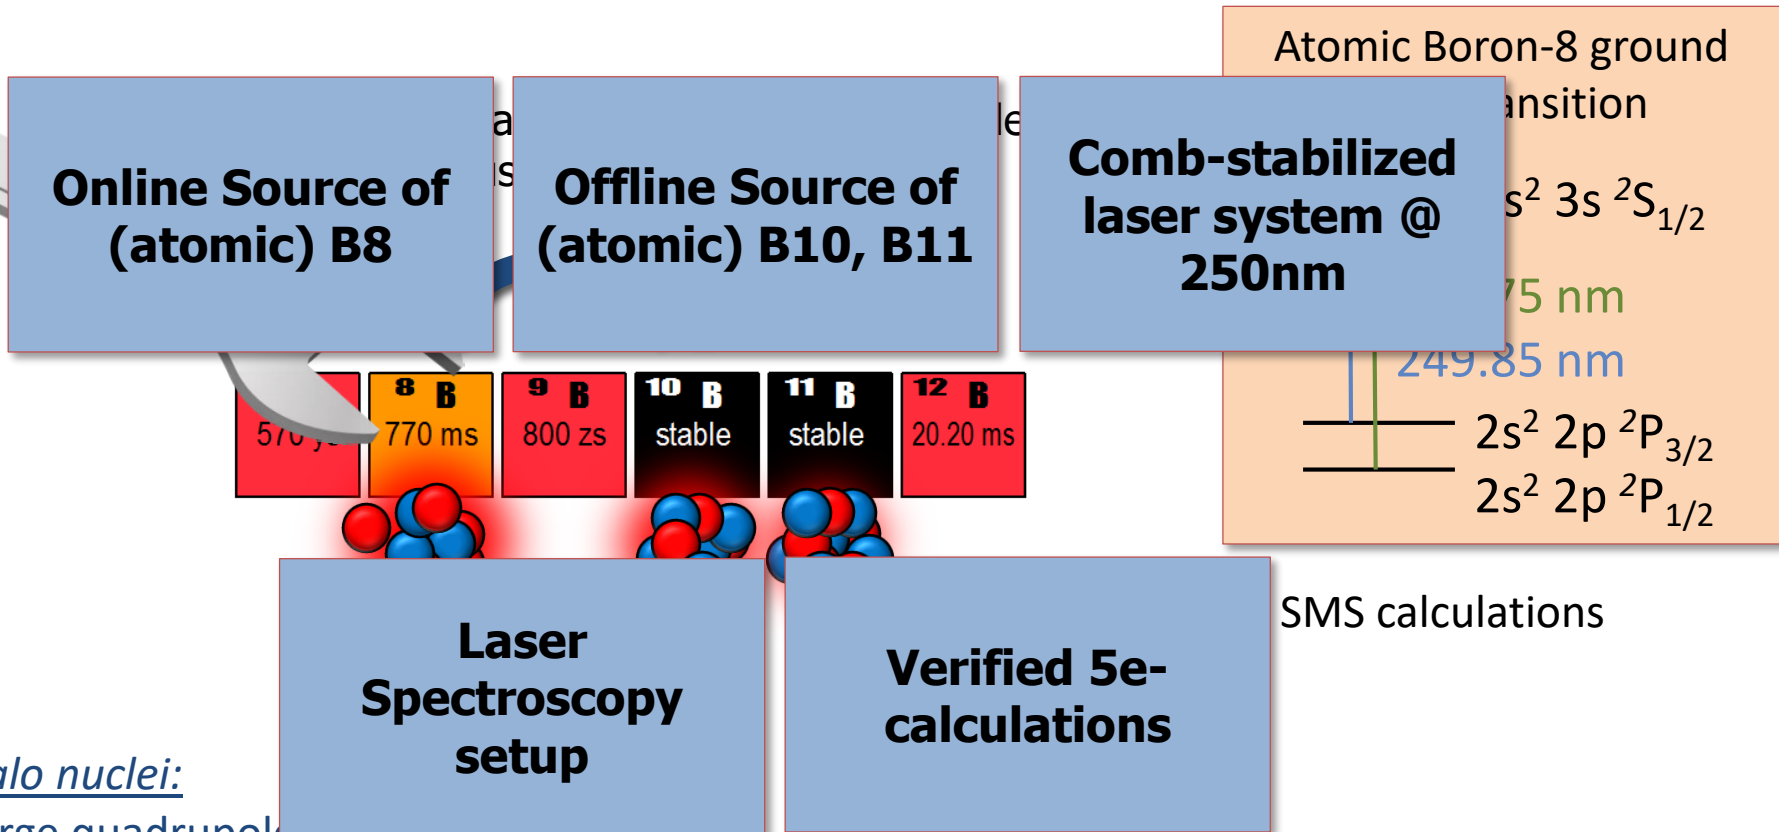 Atomic Boron-8 ground
Online Source of
(atomic) B8
Offline Source of
(atomic) B10, B11
Comb-stabilized
laser system @
250nm
s² 3s ²S₁/₂
75 nm
249.85 nm
2s² 2p ²P₃/₂
2s² 2p ²P₁/₂
8 B
770 ms
9 B
800 zs
10 B
stable
11 B
stable
12 B
20.20 ms
SMS calculations
Laser
Spectroscopy
setup
Verified 5e-
calculations
nuclei: